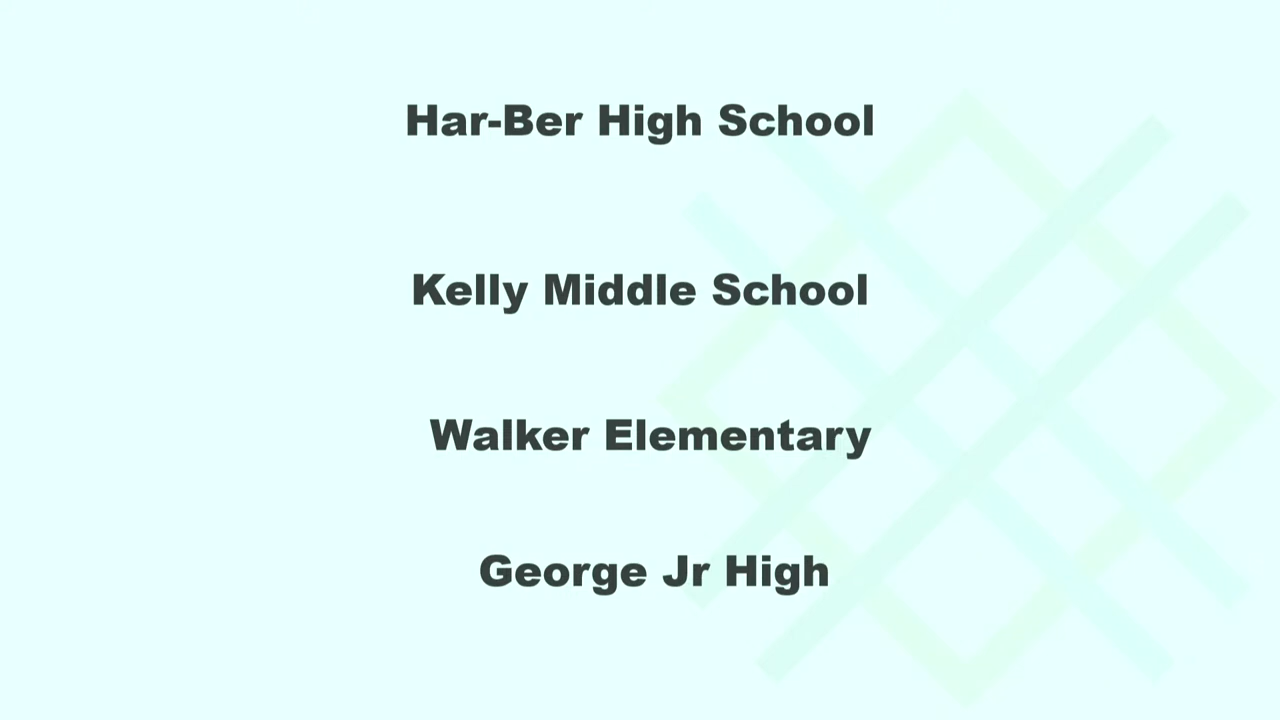 Har-Ber High School
Kelly Middle School
Walker Elementary
George Jr High